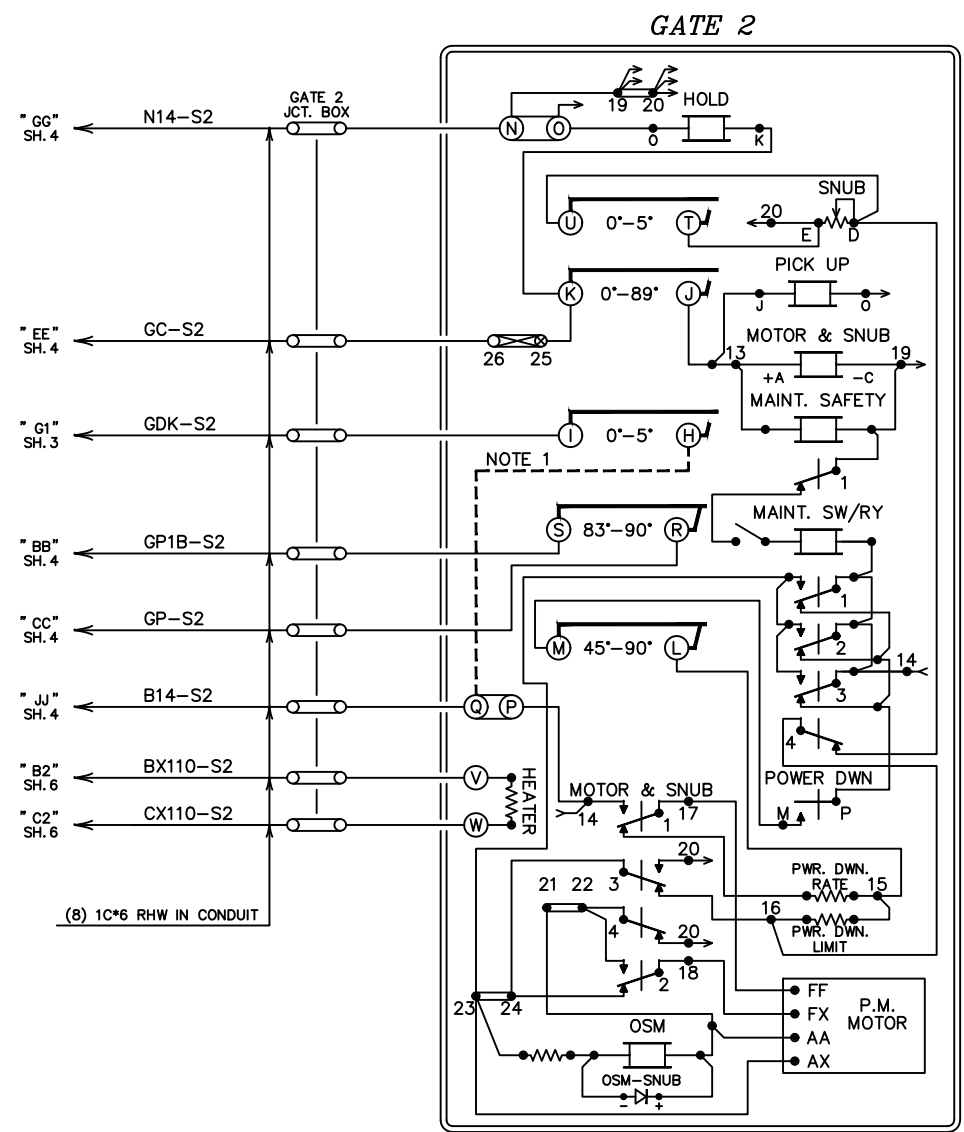 GATE 2
GATE 2
JCT. BOX
"GG"
SH. 4
N14-S2
N
O
19
20
HOLD
O
K
U
0°-5°
T
20
SNUB
E
D
PICK UP
K
0°-89°
J
J
O
"EE"
SH. 4
GC-S2
26
25
MOTOR & SNUB
13
19
+A
-C
MAINT. SAFETY
"G1"
SH. 3
GDK-S2
I
0°-5°
H
NOTE 1
1
MAINT. SW/RY
"BB"
SH. 4
GP1B-S2
S
83°-90°
R
1
"CC"
SH. 4
GP-S2
M
45°-90°
L
2
14
3
"JJ"
SH. 4
B14-S2
Q
P
4
"B2"
SH. 6
BX110-S2
V
HEATER
MOTOR & SNUB
14
17
1
POWER DWN
M
P
"C2"
SH. 6
CX110-S2
W
20
3
PWR. DWN.
RATE
15
21
22
16
PWR. DWN.
LIMIT
(8) 1C*6 RHW IN CONDUIT
4
20
18
2
23
24
FF
FX
AA
AX
P.M.
MOTOR
OSM
OSM-SNUB
-
+